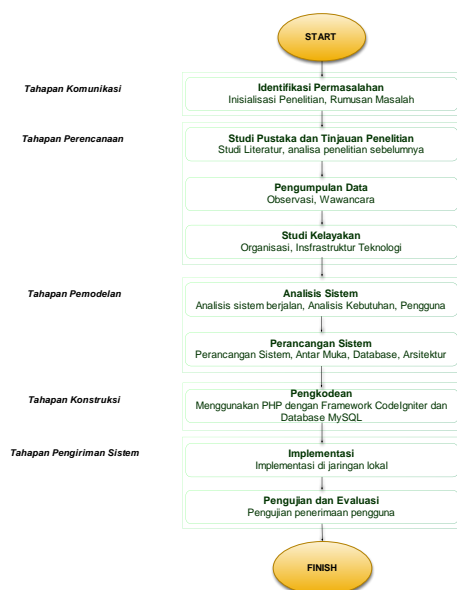 START
Tahapan Komunikasi
Identifikasi Permasalahan
Inisialisasi Penelitian, Rumusan Masalah
Tahapan Perencanaan
Studi Pustaka dan Tinjauan Penelitian
Studi Literatur, analisa penelitian sebelumnya
Pengumpulan Data
Observasi, Wawancara
Studi Kelayakan
Organisasi, Insfrastruktur Teknologi
Tahapan Pemodelan
Analisis Sistem
Analisis sistem berjalan, Analisis Kebutuhan, Pengguna
Perancangan Sistem
Perancangan Sistem, Antar Muka, Database, Arsitektur
Tahapan Konstruksi
Pengkodean
Menggunakan PHP dengan Framework CodeIgniter dan
Database MySQL
Tahapan Pengiriman Sistem
Implementasi
Implementasi di jaringan lokal
Pengujian dan Evaluasi
Pengujian penerimaan pengguna
FINISH